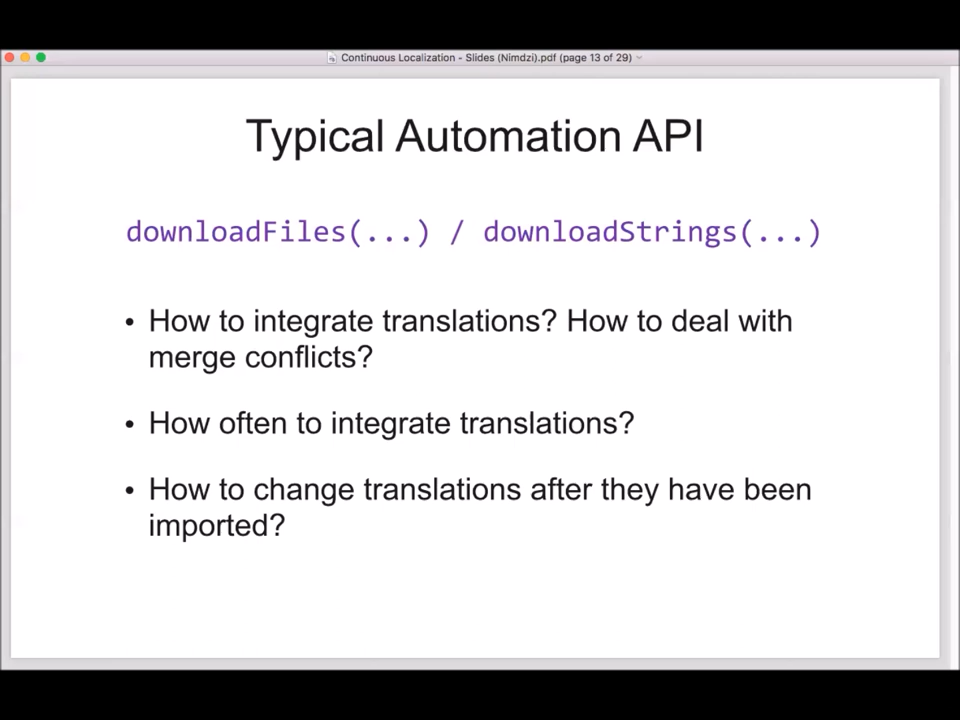 Continuous Localization - Slides (Nimdzi).pdf (page 13 of 29)
Typical Automation API
downloadFiles(...) / downloadStrings(...)
• How to integrate translations? How to deal with
merge conflicts?
• How often to integrate translations?
• How to change translations after they have been
imported?